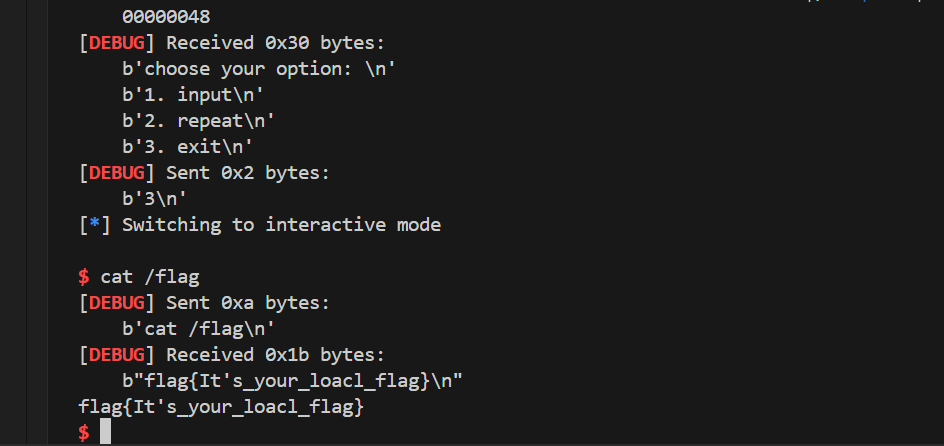 00000048
[DEBUG] Received 0x30 bytes:
b'choose your option: \n'
b'1. input\n'
b'2. repeat\n'
b'3. exit\n'
[DEBUG] Sent 0x2 bytes:
b'3\n'
[*] Switching to interactive mode
$ cat /flag
[DEBUG] Sent 0xa bytes:
b'cat /flag\n'
[DEBUG] Received 0x1b bytes:
b"flag{It's_your_loacl_flag}\n"
flag{It's_your_loacl_flag}
$